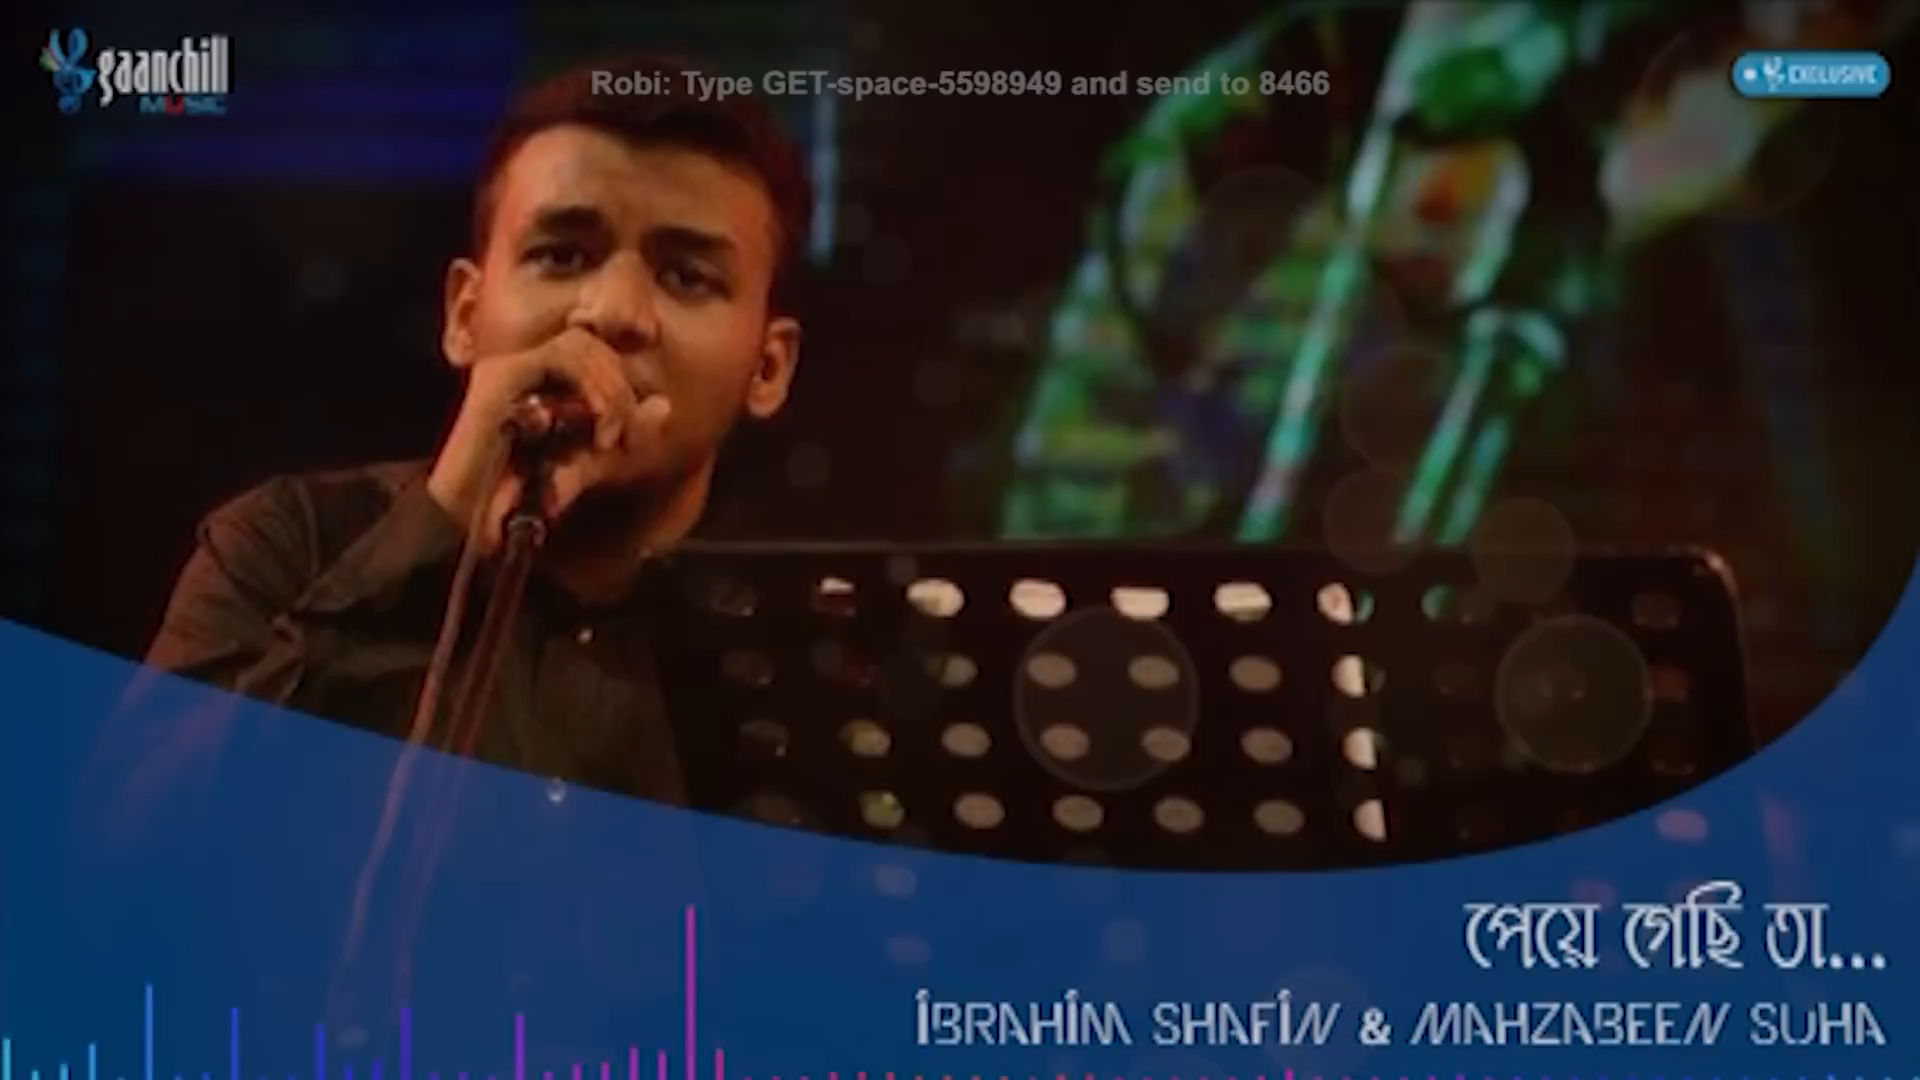 gaanchill
MUSIC
Robi: Type GET-space-5598949 and send to 8466
EXCLUSIVE
পেয়ে গেছি তা...
IBRAHIM SHAFIN & MAHZABEEN SUHA